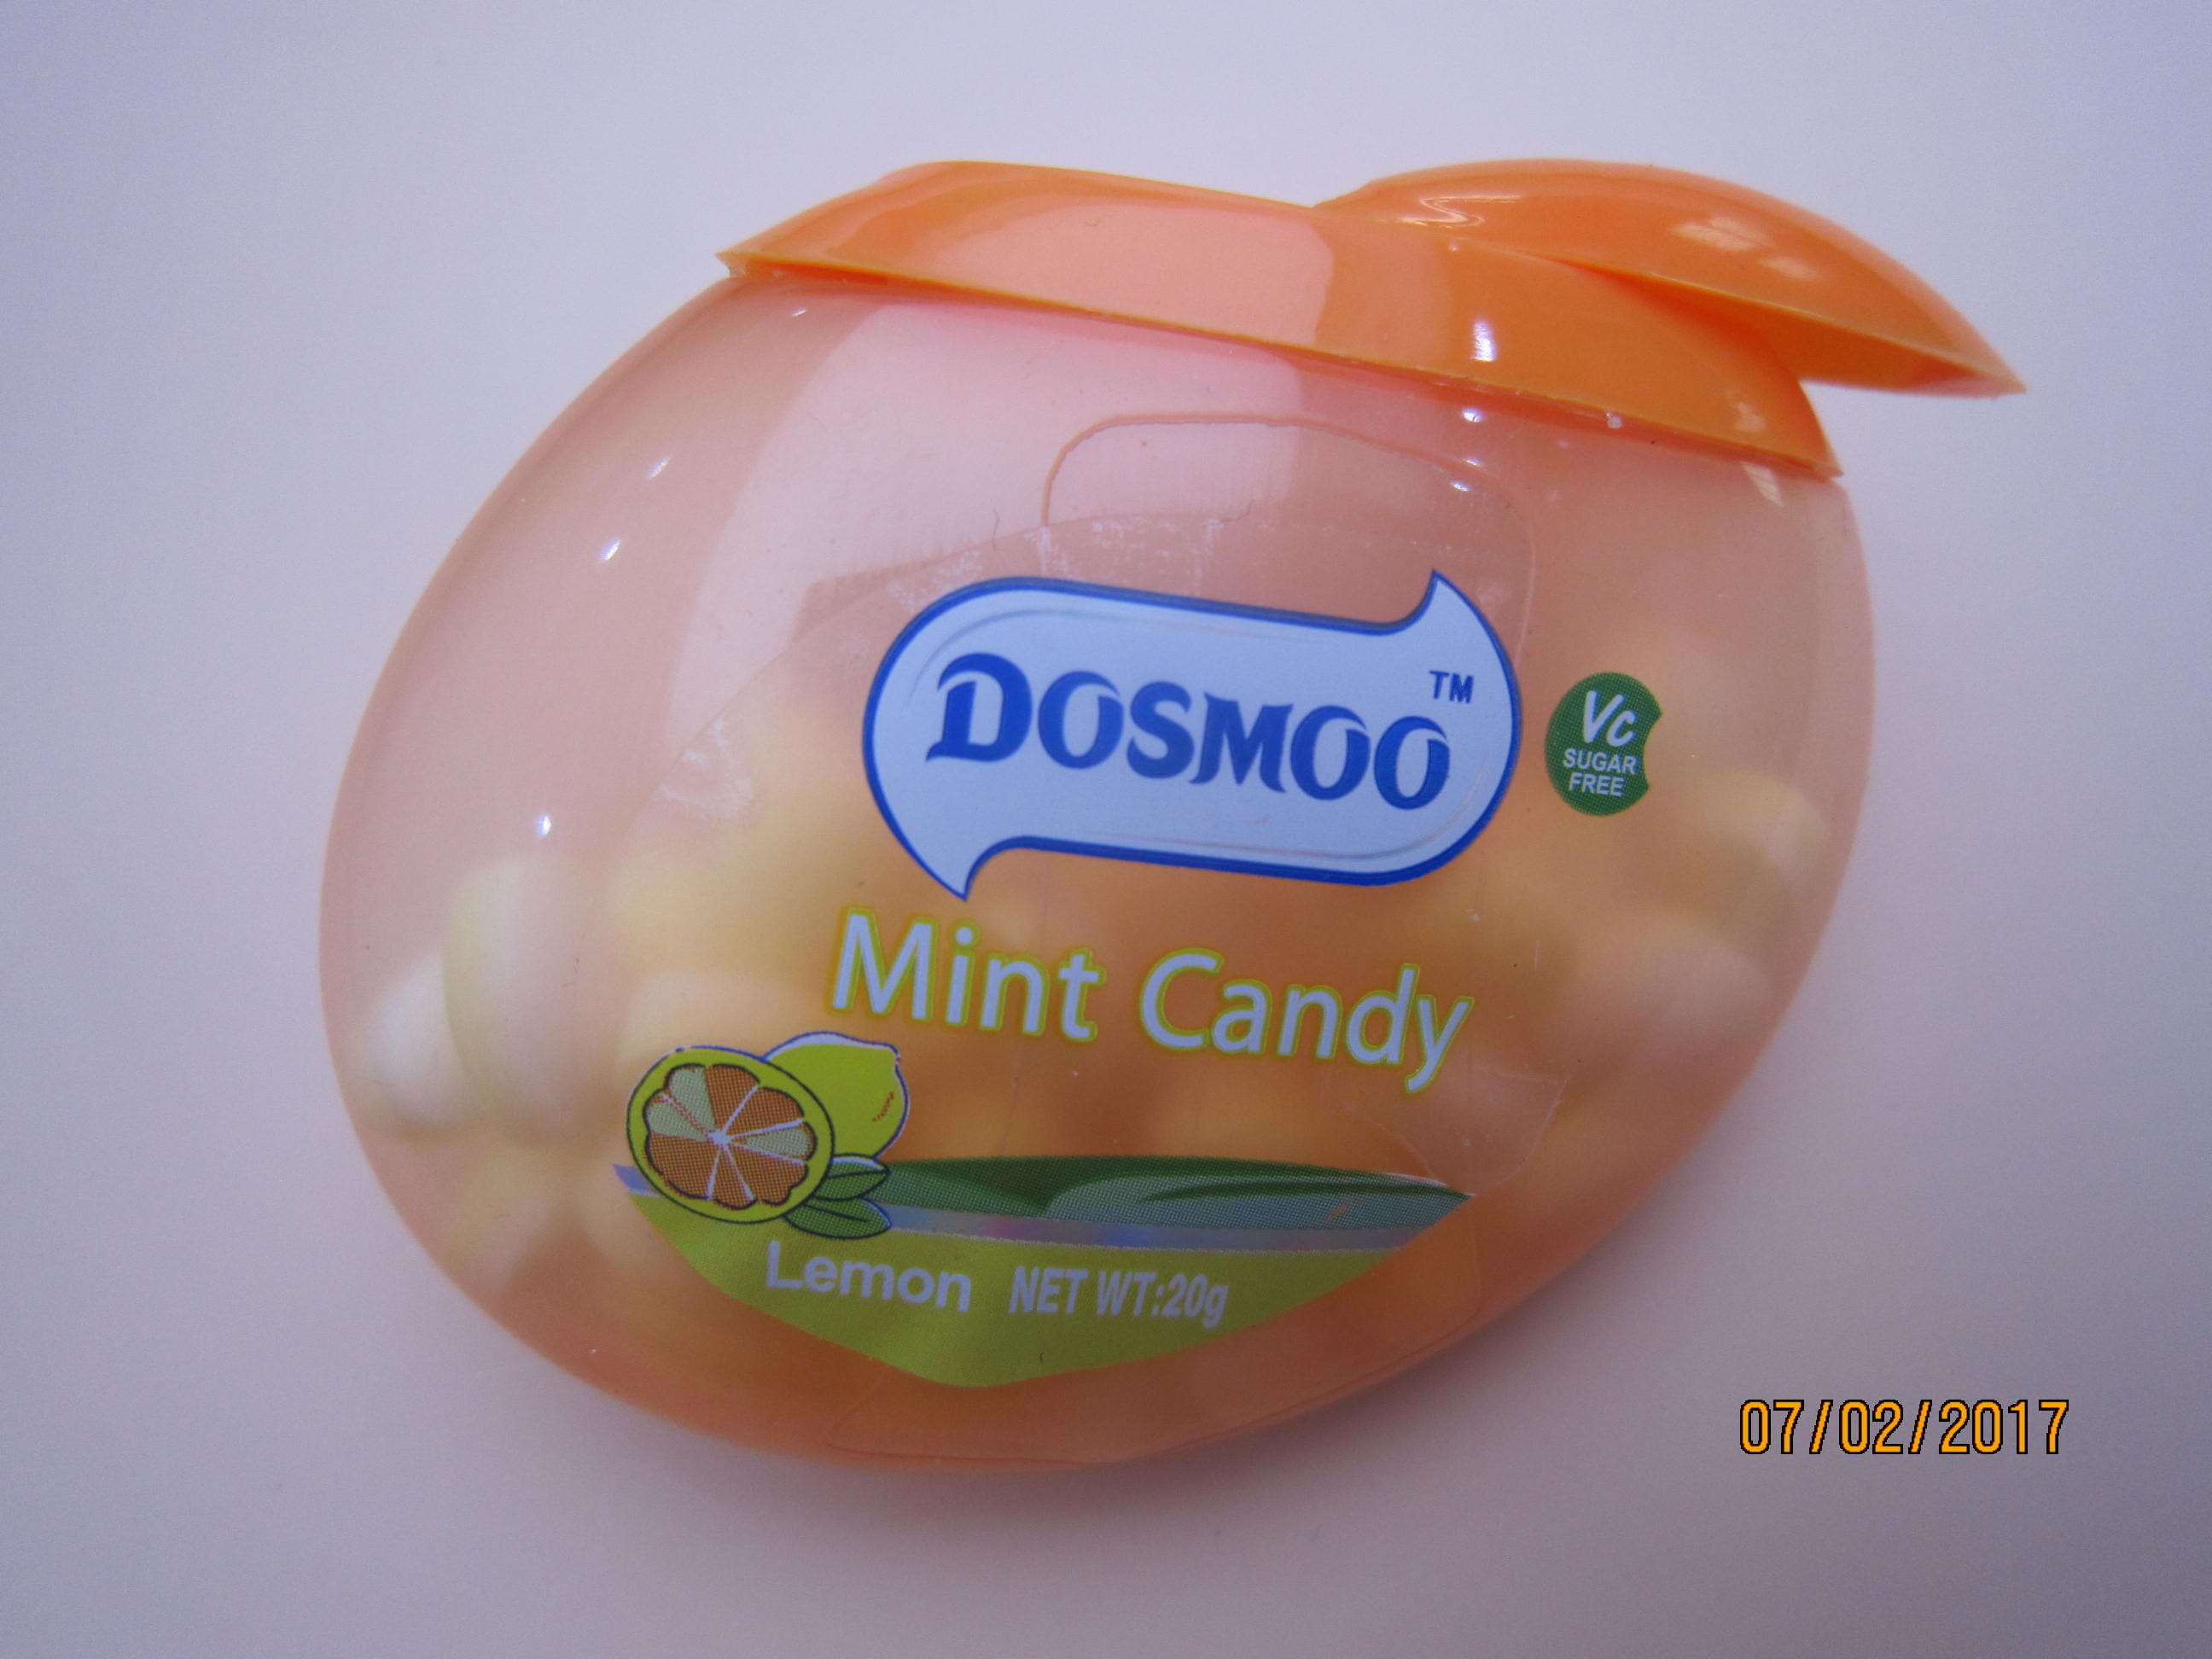 DOSMOO™
Vc
SUGAR
FREE
Mint Candy
Lemon NET WT:20g
07/02/2017